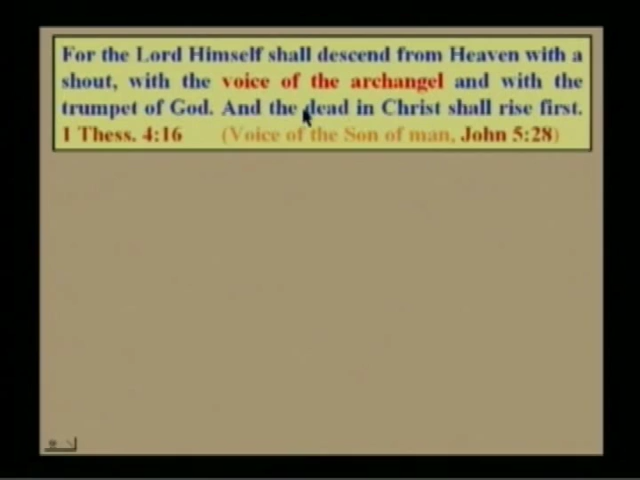 For the Lord Himself shall descend from Heaven with a
shout, with the voice of the archangel and with the
trumpet of God. And the dead in Christ shall rise first.
1 Thess. 4:16 (Voice of the Son of man, John 5:28)